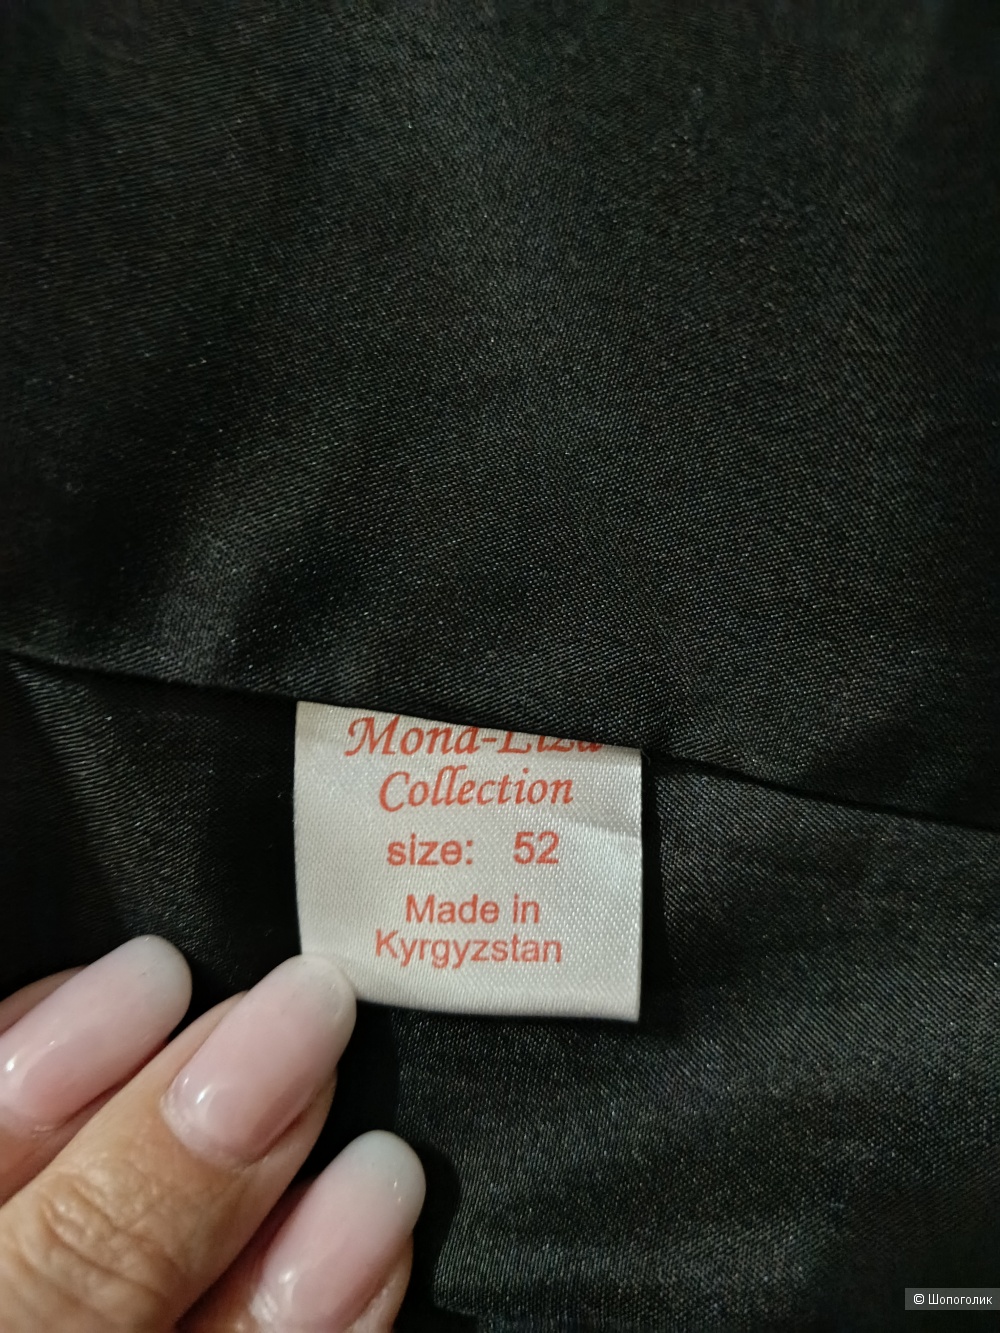 Mona-Liza
Collection
size: 52
Made in
Kyrgyzstan
© Шопоголик